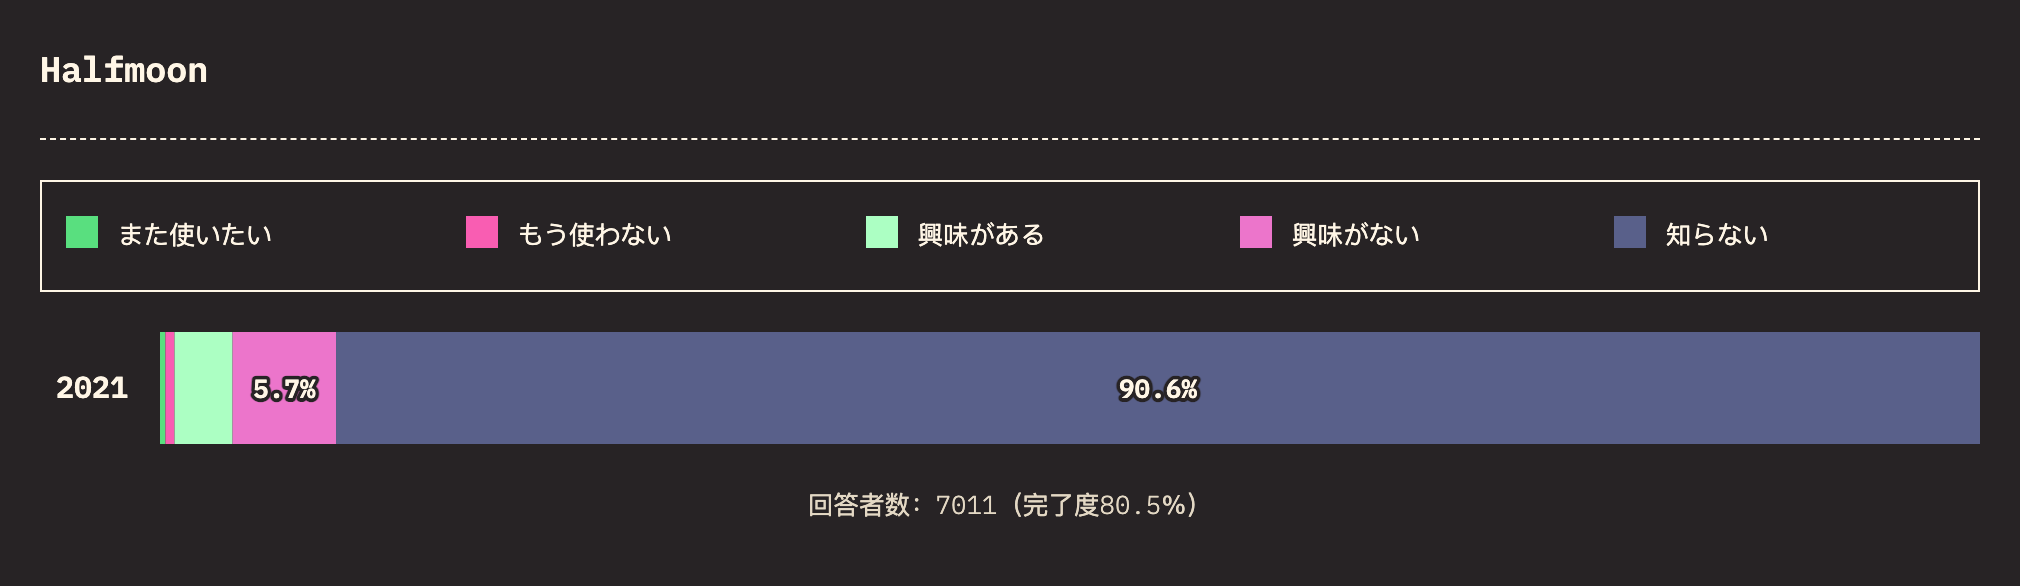 Halfmoon
また使いたい もう使わない 興味がある 興味がない 知らない
2021 5.7% 90.6%
回答者数: 7011 (完了度80.5%)